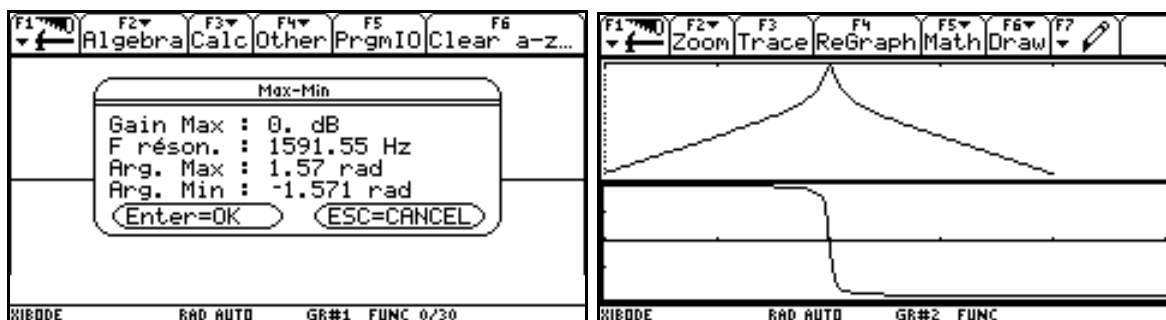 F1 F2 F3 F4 F5 F6
Algebra Calc Other PrgmIO Clear a-z…
Max-Min
Gain Max : 0. dB
F réson. : 1591.55 Hz
Arg. Max : 1.57 rad
Arg. Min : -1.571 rad
Enter=OK ESC=CANCEL
XIBODE RAD AUTO GR#1 FUNC 0/30
F1 F2 F3 F4 F5 F6 F7
Zoom Trace ReGraph Math Draw
XIBODE RAD AUTO GR#2 FUNC